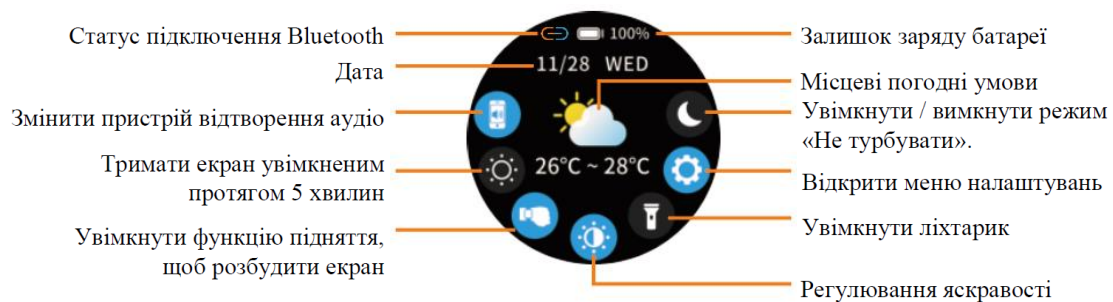 Статус підключення Bluetooth
Дата
Змінити пристрій відтворення аудіо
Тримати екран увімкненим
протягом 5 хвилин
Увімкнути функцію підняття,
щоб розбудити екран
100%
11/28 WED
26°C ~ 28°C
Залишок заряду батареї
Місцеві погодні умови
Увімкнути / вимкнути режим
«Не турбувати».
Відкрити меню налаштувань
Увімкнути ліхтарик
Регулювання яскравості